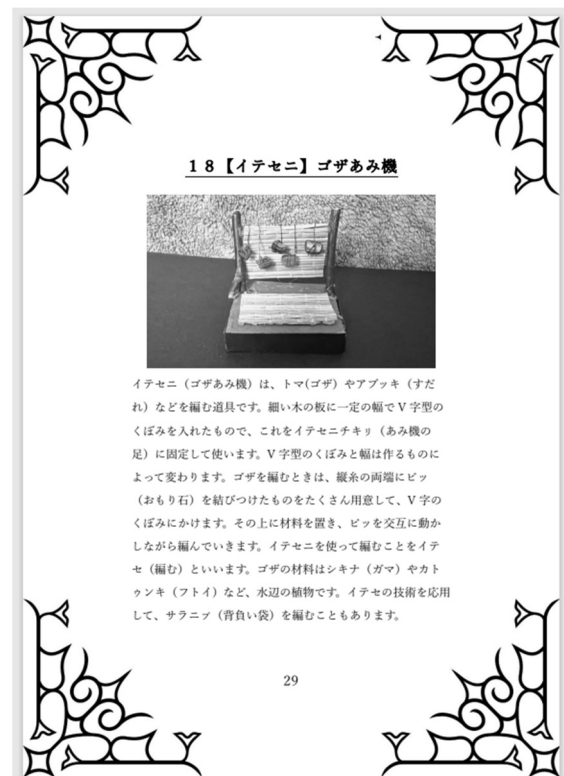 １８【イテセニ】ゴザあみ機
イテセニ（ゴザあみ機）は、トマ(ゴザ）やアプッキ（すだ
れ）などを編む道具です。細い木の板に一定の幅でＶ字型の
くぼみを入れたもので、これをイテセニチキㇼ（あみ機の
足）に固定して使います。Ｖ字型のくぼみと幅は作るものに
よって変わります。ゴザを編むときは、縦糸の両端にピッ
（おもり石）を結びつけたものをたくさん用意して、Ｖ字の
くぼみにかけます。その上に材料を置き、ピッを交互に動か
しながら編んでいきます。イテセニを使って編むことをイテ
セ（編む）といいます。ゴザの材料はシキナ（ガマ）やカト
ゥンキ（フトイ）など、水辺の植物です。イテセの技術を応用
して、サラニㇷ゚（背負い袋）を編むこともあります。
29